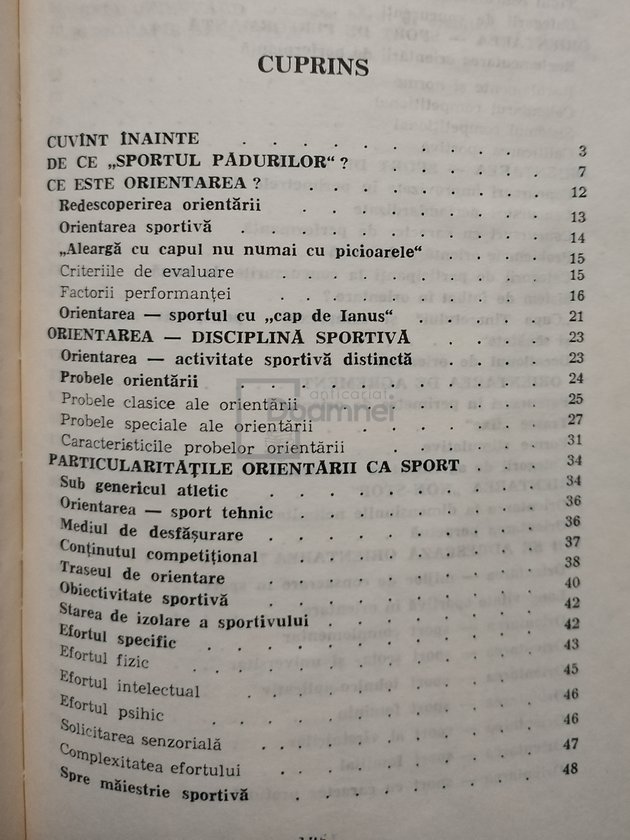 CUPRINS
CUVÎNT ÎNAINTE . . . . . . . . . 3
DE CE „SPORTUL PĂDURILOR“ ? . . . . . . 7
CE ESTE ORIENTAREA ? . . . . . . . . 12
Redescoperirea orientării . . . . . . . 13
Orientarea sportivă . . . . . . . . . 14
„Aleargă cu capul nu numai cu picioarele“ . . . 15
Criteriile de evaluare . . . . . . . . 15
Factorii performanței . . . . . . . . 16
Orientarea — sportul cu „cap de Ianus“ . . . . 21
ORIENTAREA — DISCIPLINĂ SPORTIVĂ . . . . 23
Orientarea — activitate sportivă distinctă . . . . 23
Probele orientării . . . . . . . . . 24
Probele clasice ale orientării . . . . . . 25
Probele speciale ale orientării . . . . . . 27
Caracteristicile probelor orientării . . . . . 31
PARTICULARITĂȚILE ORIENTĂRII CA SPORT . . . 34
Sub genericul atletic . . . . . . . . 34
Orientarea — sport tehnic . . . . . . . 36
Mediul de desfășurare . . . . . . . . 36
Conținutul competițional . . . . . . . 37
Traseul de orientare . . . . . . . . 38
Obiectivitate sportivă . . . . . . . . 40
Starea de izolare a sportivului . . . . . . 42
Efortul specific . . . . . . . . . 42
Efortul fizic . . . . . . . . . . 43
Efortul intelectual . . . . . . . . 45
Efortul psihic . . . . . . . . . 46
Solicitarea senzorială . . . . . . . . 46
Complexitatea efortului . . . . . . . 47
Spre măiestrie sportivă . . . . . . . 48
anticariat
Doamnei